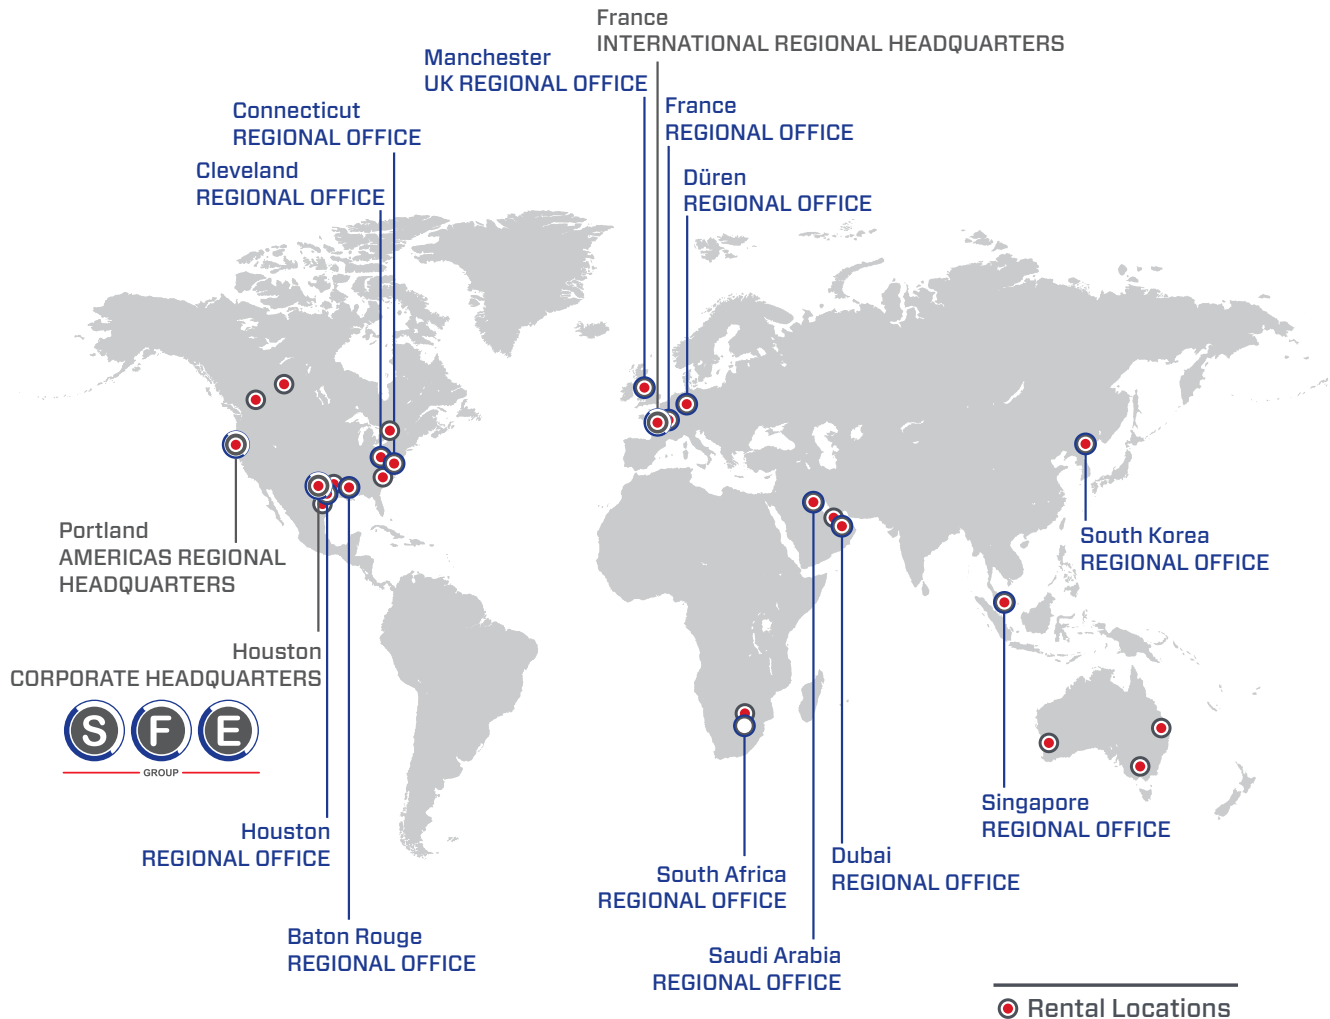 France
INTERNATIONAL REGIONAL HEADQUARTERS
Manchester
UK REGIONAL OFFICE
France
REGIONAL OFFICE
Connecticut
REGIONAL OFFICE
Cleveland
REGIONAL OFFICE
Düren
REGIONAL OFFICE
Portland
AMERICAS REGIONAL
HEADQUARTERS
South Korea
REGIONAL OFFICE
Houston
CORPORATE HEADQUARTERS
S F E
GROUP
Singapore
REGIONAL OFFICE
Houston
REGIONAL OFFICE
Dubai
REGIONAL OFFICE
South Africa
REGIONAL OFFICE
Baton Rouge
REGIONAL OFFICE
Saudi Arabia
REGIONAL OFFICE
Rental Locations